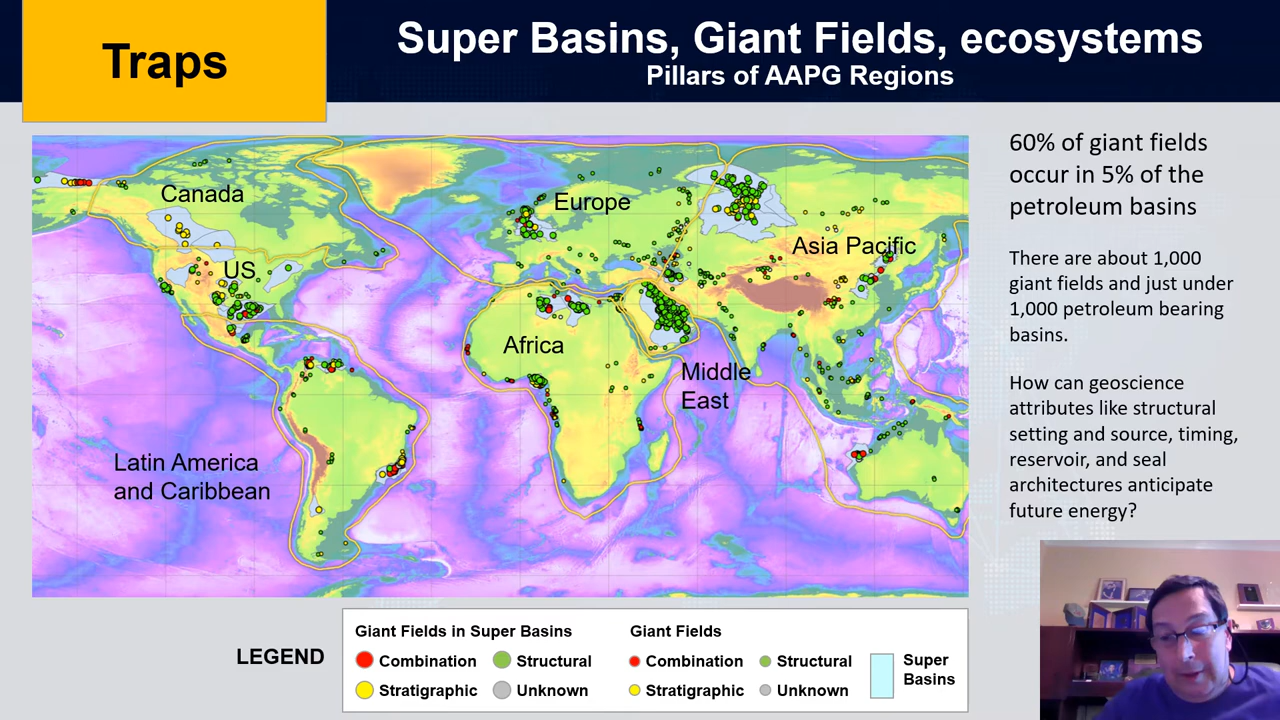 Traps
Super Basins, Giant Fields, ecosystems
Pillars of AAPG Regions
Canada
US
Europe
Asia Pacific
Africa
Middle
East
Latin America
and Caribbean
60% of giant fields
occur in 5% of the
petroleum basins
There are about 1,000
giant fields and just under
1,000 petroleum bearing
basins.
How can geoscience
attributes like structural
setting and source, timing,
reservoir, and seal
architectures anticipate
future energy?
LEGEND
Giant Fields in Super Basins
Combination
Structural
Stratigraphic
Unknown
Giant Fields
Combination
Structural
Stratigraphic
Unknown
Super
Basins